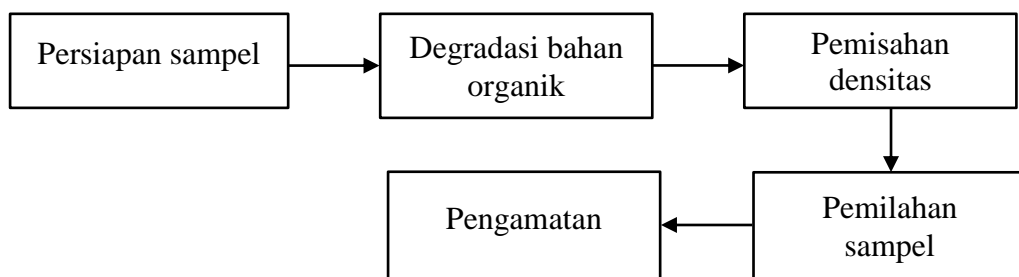 Persiapan sampel
Degradasi bahan
organik
Pemisahan
densitas
Pemilahan
sampel
Pengamatan